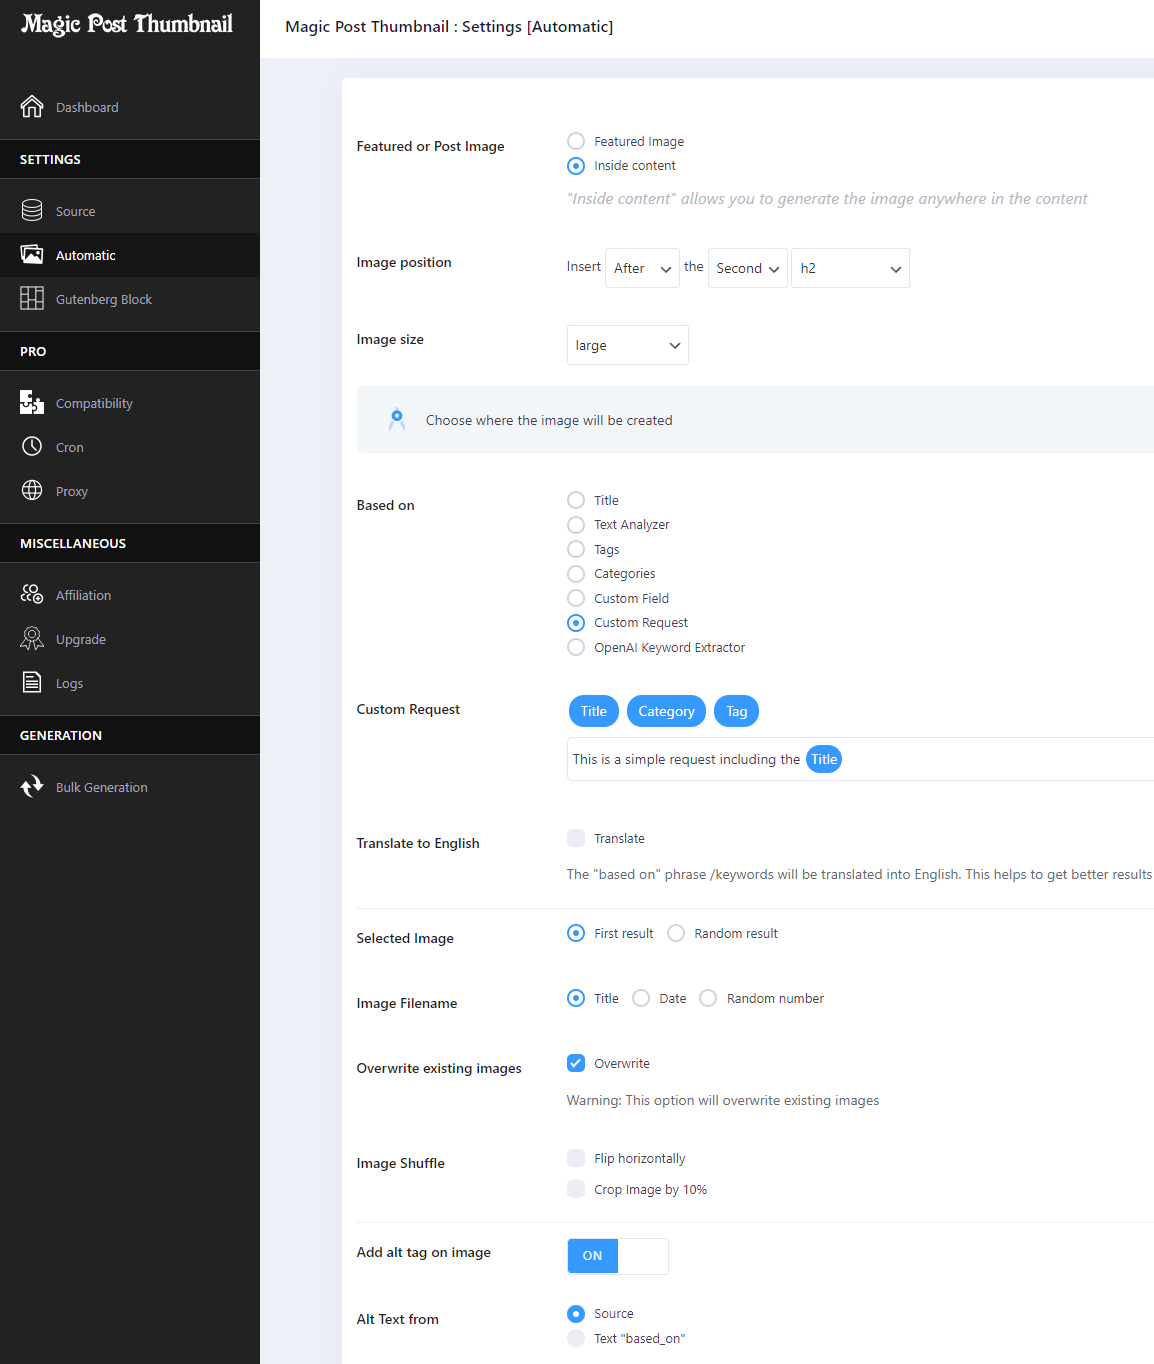 Magic Post Thumbnail
Magic Post Thumbnail : Settings [Automatic]
Dashboard
SETTINGS
Source
Automatic
Gutenberg Block
PRO
Compatibility
Cron
Proxy
MISCELLANEOUS
Affiliation
Upgrade
Logs
GENERATION
Bulk Generation
Featured or Post Image
Featured Image
Inside content
"Inside content" allows you to generate the image anywhere in the content
Image position
Insert After the Second h2
Image size
large
Choose where the image will be created
Based on
Title
Text Analyzer
Tags
Categories
Custom Field
Custom Request
OpenAI Keyword Extractor
Custom Request
Title Category Tag
This is a simple request including the Title
Translate to English
Translate
The "based on" phrase /keywords will be translated into English. This helps to get better results
Selected Image
First result Random result
Image Filename
Title Date Random number
Overwrite existing images
Overwrite
Warning: This option will overwrite existing images
Image Shuffle
Flip horizontally
Crop Image by 10%
Add alt tag on image
ON
Alt Text from
Source
Text "based_on"